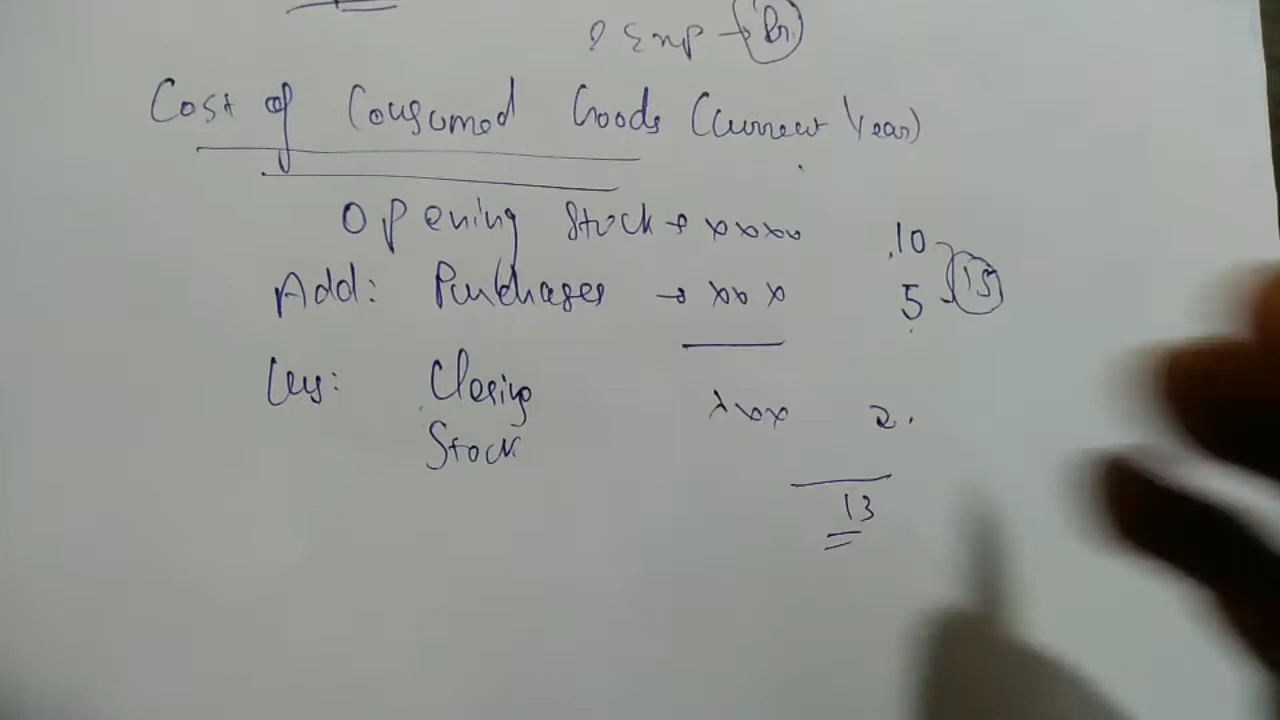 Exp → Dr.
Cost of Consumed Goods (Current Year)
Opening Stock → xxxx 10
Add: Purchases → xxx 5 15
Less: Closing xxx 2.
Stock
13